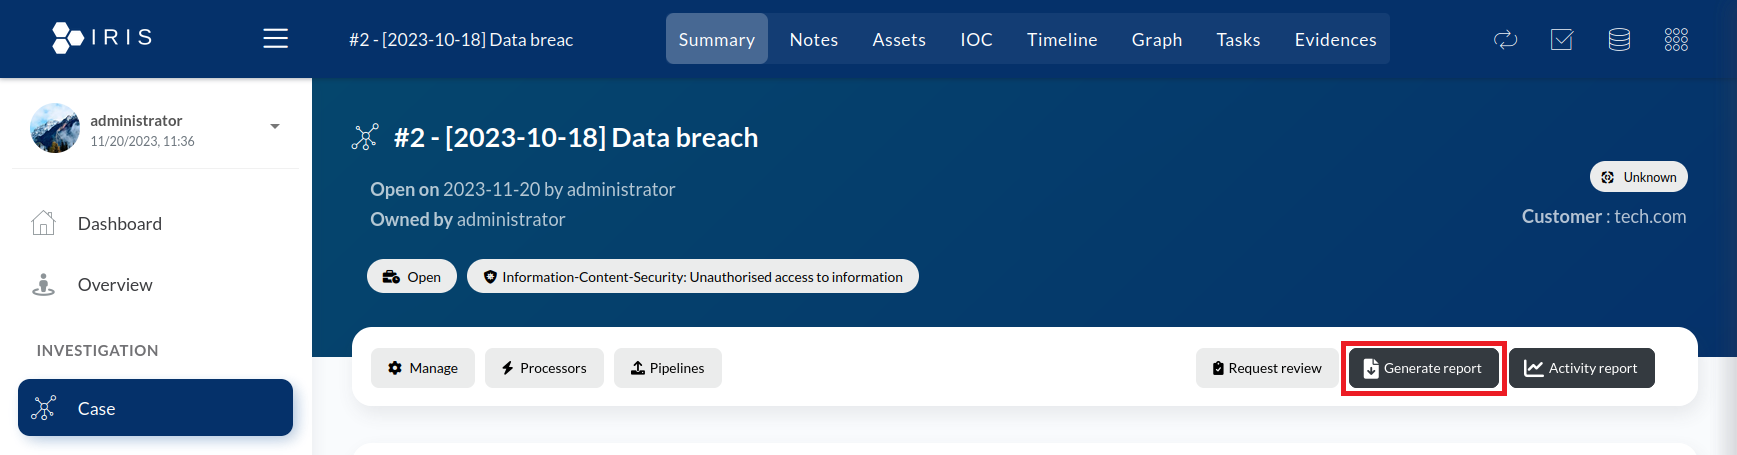 IRIS
#2 - [2023-10-18] Data breac
Summary Notes Assets IOC Timeline Graph Tasks Evidences
administrator
11/20/2023, 11:36
Dashboard
Overview
INVESTIGATION
Case
#2 - [2023-10-18] Data breach
Open on 2023-11-20 by administrator
Owned by administrator
Unknown
Customer : tech.com
Open Information-Content-Security: Unauthorised access to information
Manage Processors Pipelines Request review Generate report Activity report